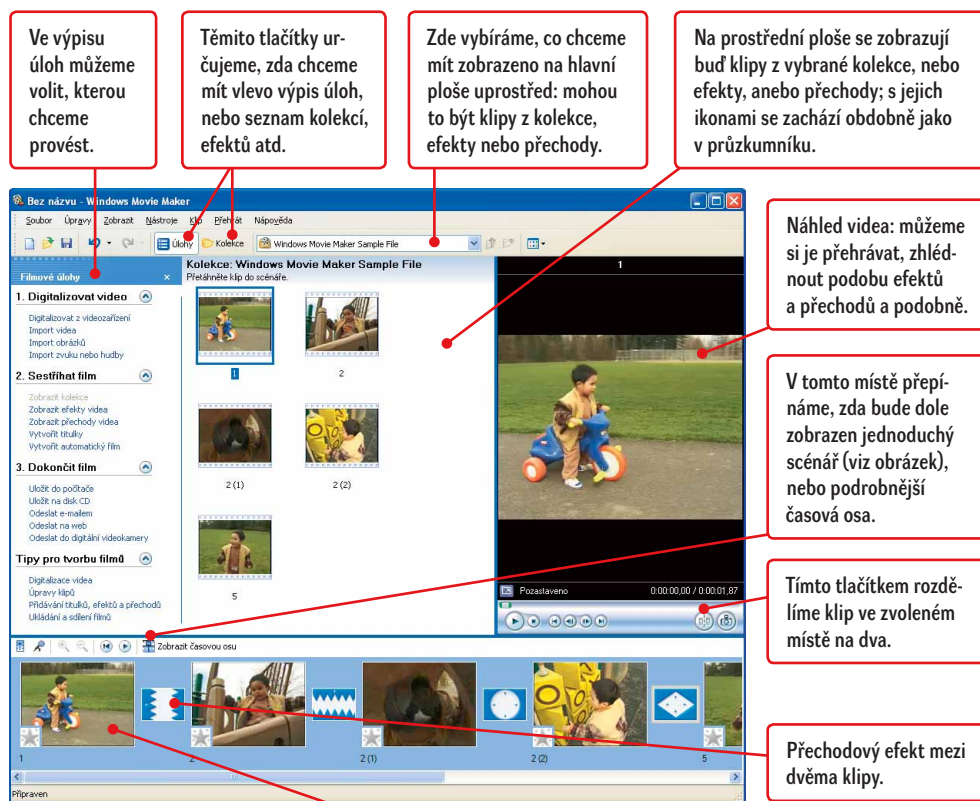 Ve výpisu
úloh můžeme
volit, kterou
chceme
provést.
Těmito tlačítky ur-
čujeme, zda chceme
mít vlevo výpis úloh,
nebo seznam kolekcí,
efektů atd.
Zde vybíráme, co chceme
mít zobrazeno na hlavní
ploše uprostřed: mohou
to být klipy z kolekce,
efekty nebo přechody.
Na prostřední ploše se zobrazují
buď klipy z vybrané kolekce, nebo
efekty, anebo přechody; s jejich
ikonami se zachází obdobně jako
v průzkumníku.
Bez názvu - Windows Movie Maker
Soubor Úpravy Zobrazit Nástroje Klip Přehrát Nápověda
Úlohy Kolekce Windows Movie Maker Sample File
Filmové úlohy
1. Digitalizovat video
Digitalizovat z videozařízení
Import videa
Import obrázků
Import zvuku nebo hudby
2. Sestříhat film
Zobrazit kolekce
Zobrazit efekty videa
Zobrazit přechody videa
Vytvořit titulky
Vytvořit automatický film
3. Dokončit film
Uložit do počítače
Uložit na disk CD
Odeslat e-mailem
Odeslat na web
Odeslat do digitální videokamery
Tipy pro tvorbu filmů
Digitalizace videa
Úpravy klipů
Přidávání titulků, efektů a přechodů
Ukládání a sdílení filmů
Kolekce: Windows Movie Maker Sample File
Přetáhněte klip do scénáře.
1
2
2 (1)
2 (2)
5
1
Pozastaveno 0:00:00,00 / 0:00:01,87
Náhled videa: můžeme
si je přehrávat, zhléd-
nout podobu efektů
a přechodů a podobně.
V tomto místě přepí-
náme, zda bude dole
zobrazen jednoduchý
scénář (viz obrázek),
nebo podrobnější
časová osa.
Tímto tlačítkem rozdě-
líme klip ve zvoleném
místě na dva.
Zobrazit časovou osu
1 2 2 (1) 2 (2) 5
Připraven
Přechodový efekt mezi
dvěma klipy.